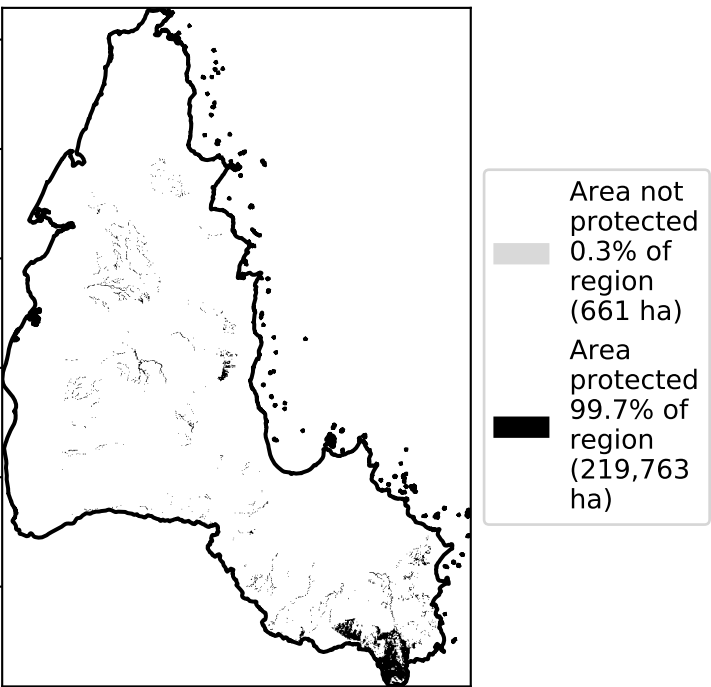 Area not
protected
0.3% of
region
(661 ha)
Area
protected
99.7% of
region
(219,763
ha)